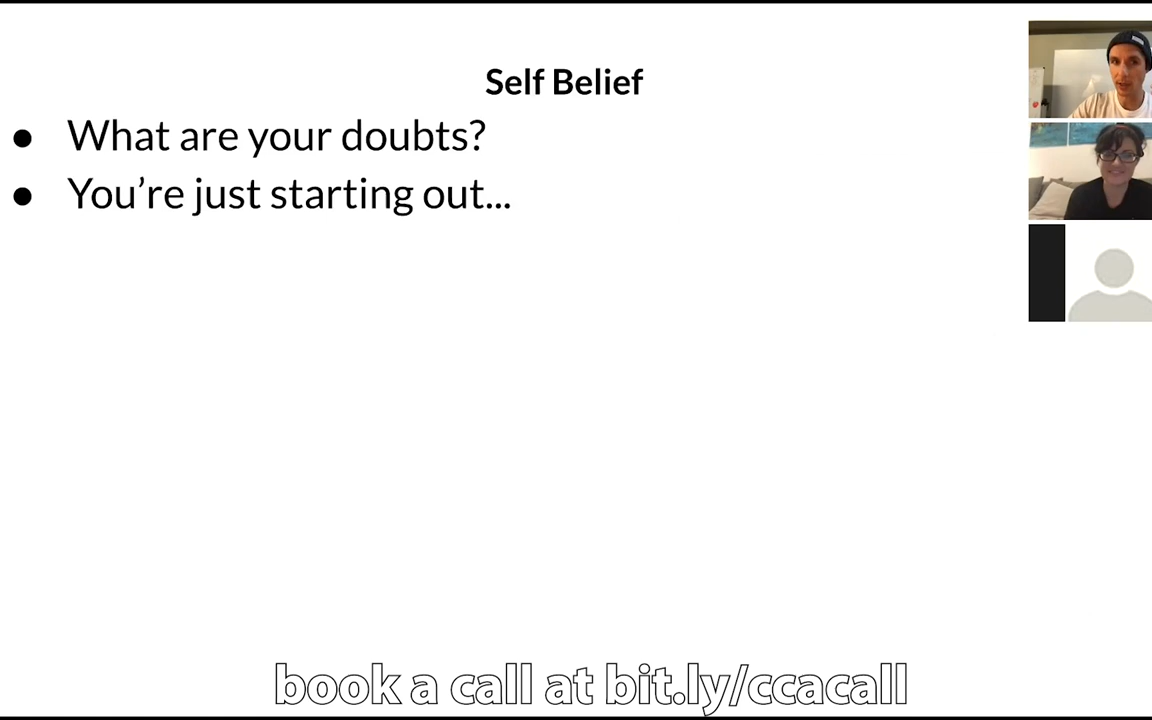 Self Belief
● What are your doubts?
● You’re just starting out...
book a call at bit.ly/ccacall